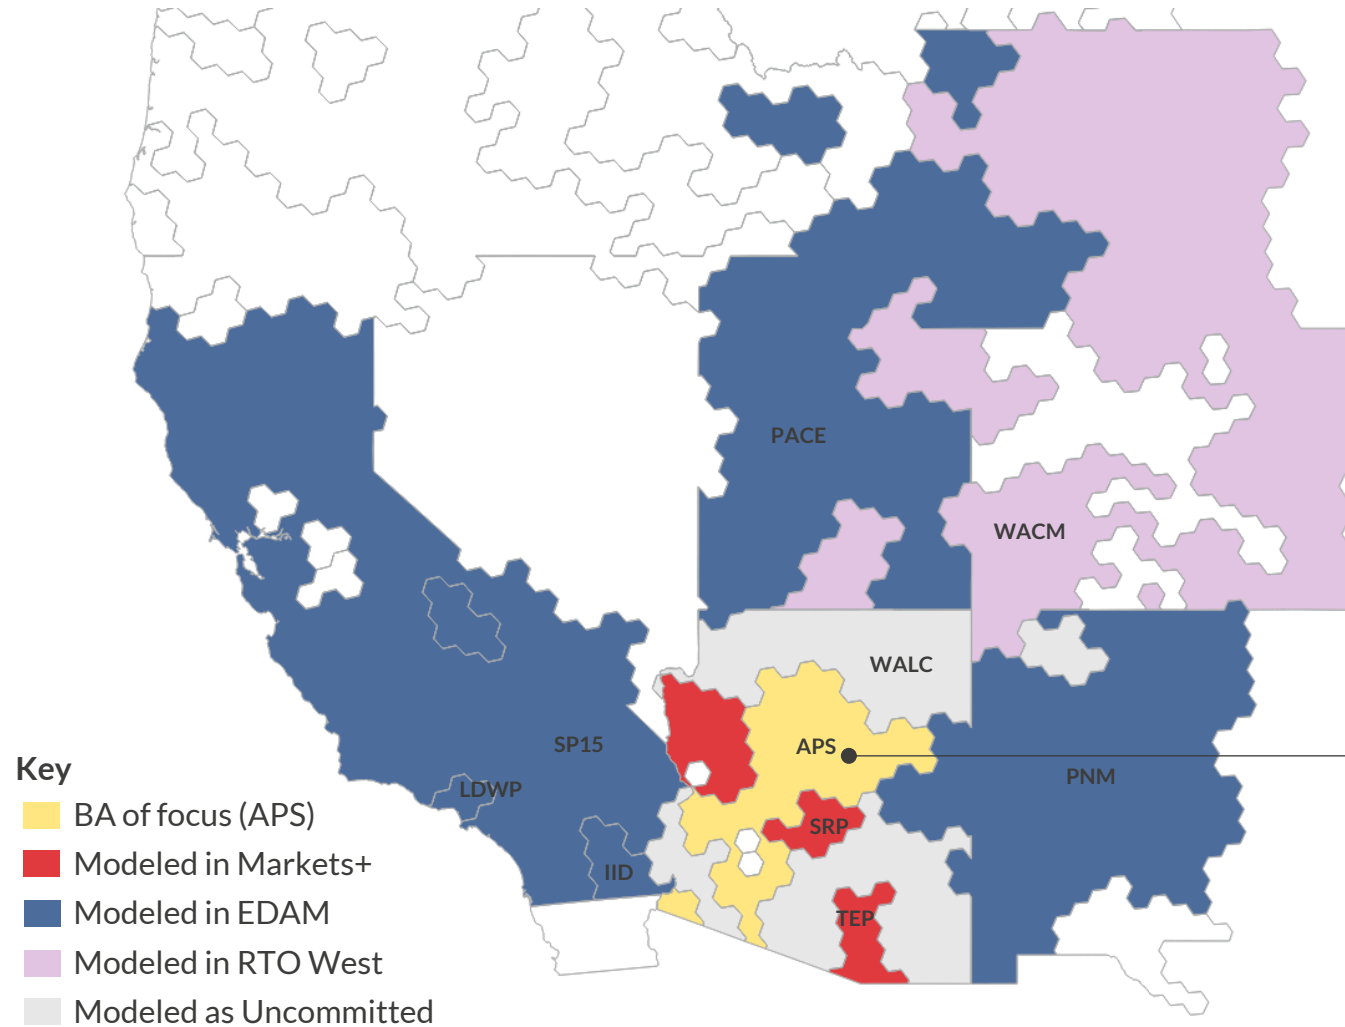 PACE
WACM
WALC
SP15
APS
PNM
LDWP
SRP
IID
TEP
Key
BA of focus (APS)
Modeled in Markets+
Modeled in EDAM
Modeled in RTO West
Modeled as Uncommitted